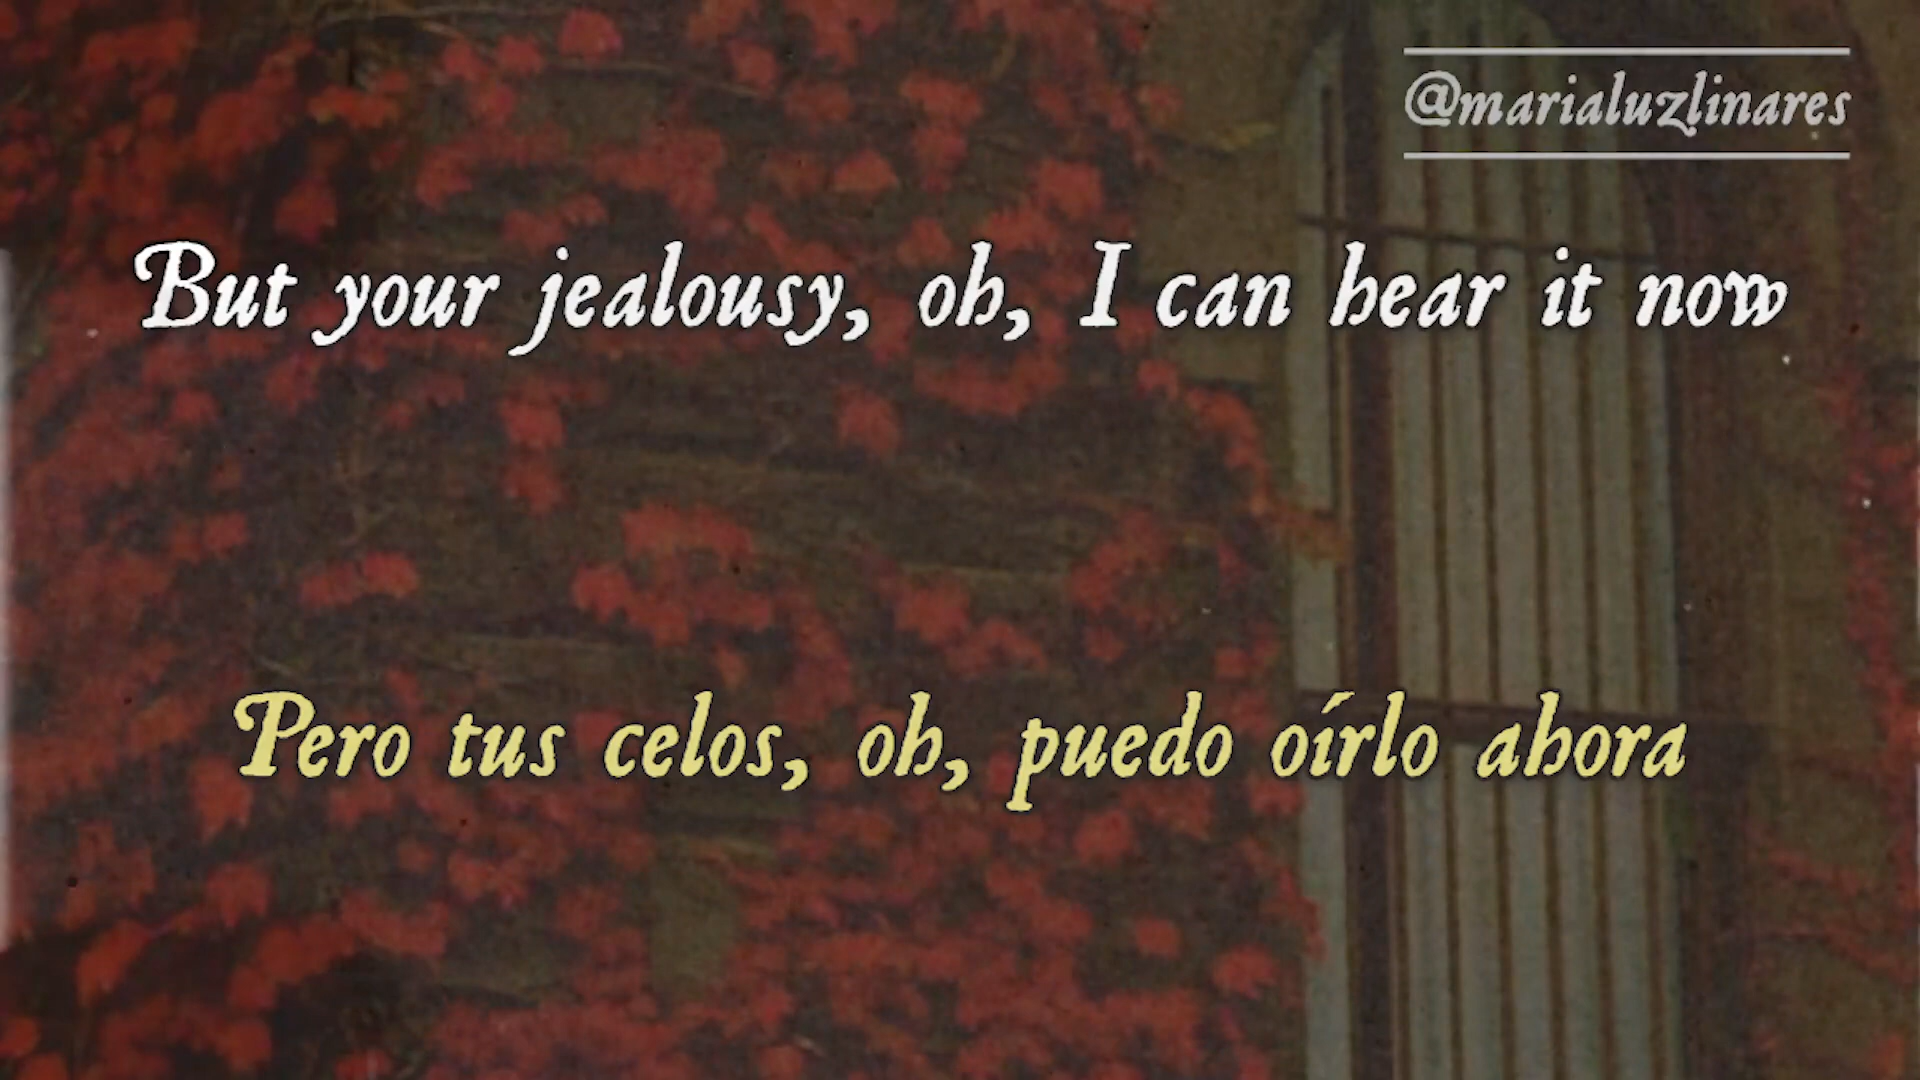 @marialuzlinares
But your jealousy, oh, I can hear it now
Pero tus celos, oh, puedo oírlo ahora